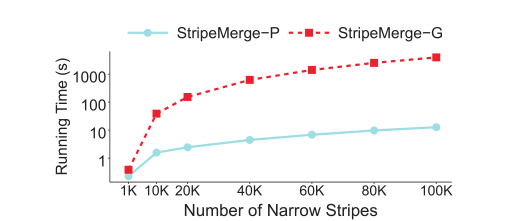 StripeMerge−P StripeMerge−G
Running Time (s)
1000
100
10
1
1K 10K 20K 40K 60K 80K 100K
Number of Narrow Stripes